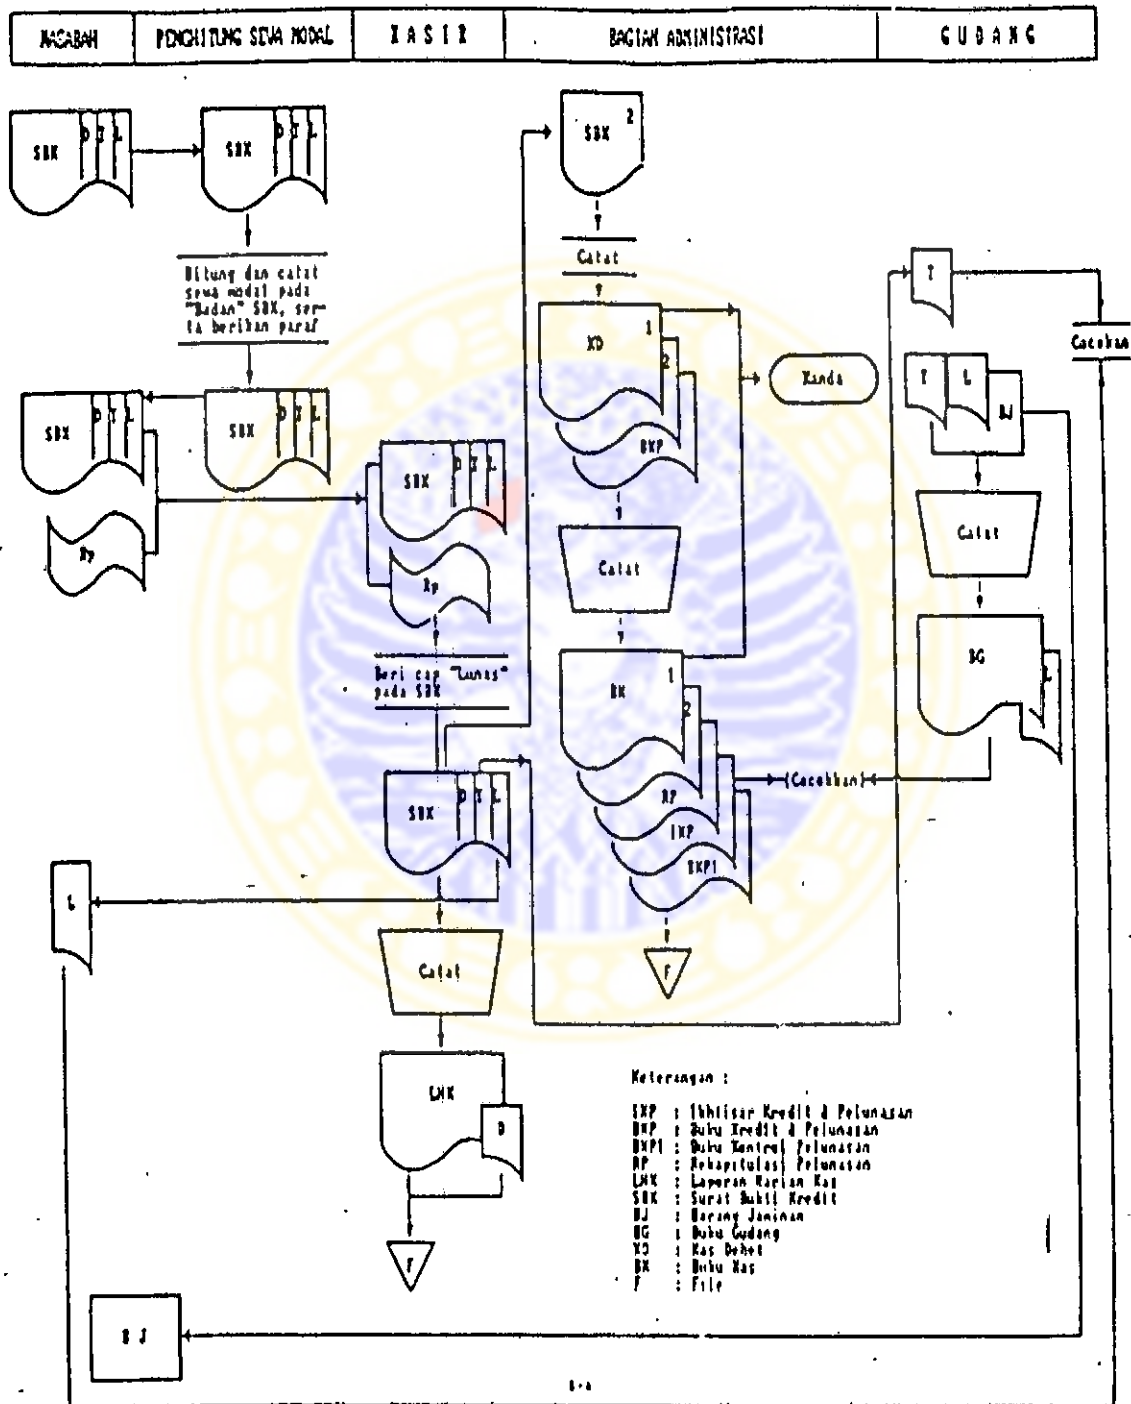 NASABAH
PENGHITUNG SEWA MODAL
KASIR
BAGIAN ADMINISTRASI
GUDANG
SBK
D T L
SBK
D T L
SBK
2
Hitung dan catat
sewa modal pada
"Badan" SBK, ser-
ta berikan paraf
Catat
T
Cocokan
KD
1
2
BKP
Kanda
T
L
BJ
SBK
D T L
SBK
D T L
SBK
D T L
Rp
Rp
Catat
Catat
Beri cap "Lunas"
pada SBK
BK
1
2
RP
IKP
BKP1
BG
L
(Cocokkan)
SBK
D T L
L
Catat
F
LHK
D
F
Keterangan :
IKP : Ikhtisar Kredit & Pelunasan
BKP : Buku Kredit & Pelunasan
BKP1 : Buku Kontrol Pelunasan
RP : Rekapitulasi Pelunasan
LHK : Laporan Harian Kas
SBK : Surat Bukti Kredit
BJ : Barang Jaminan
BG : Buku Gudang
KD : Kas Debet
BK : Buku Kas
F : File
B J